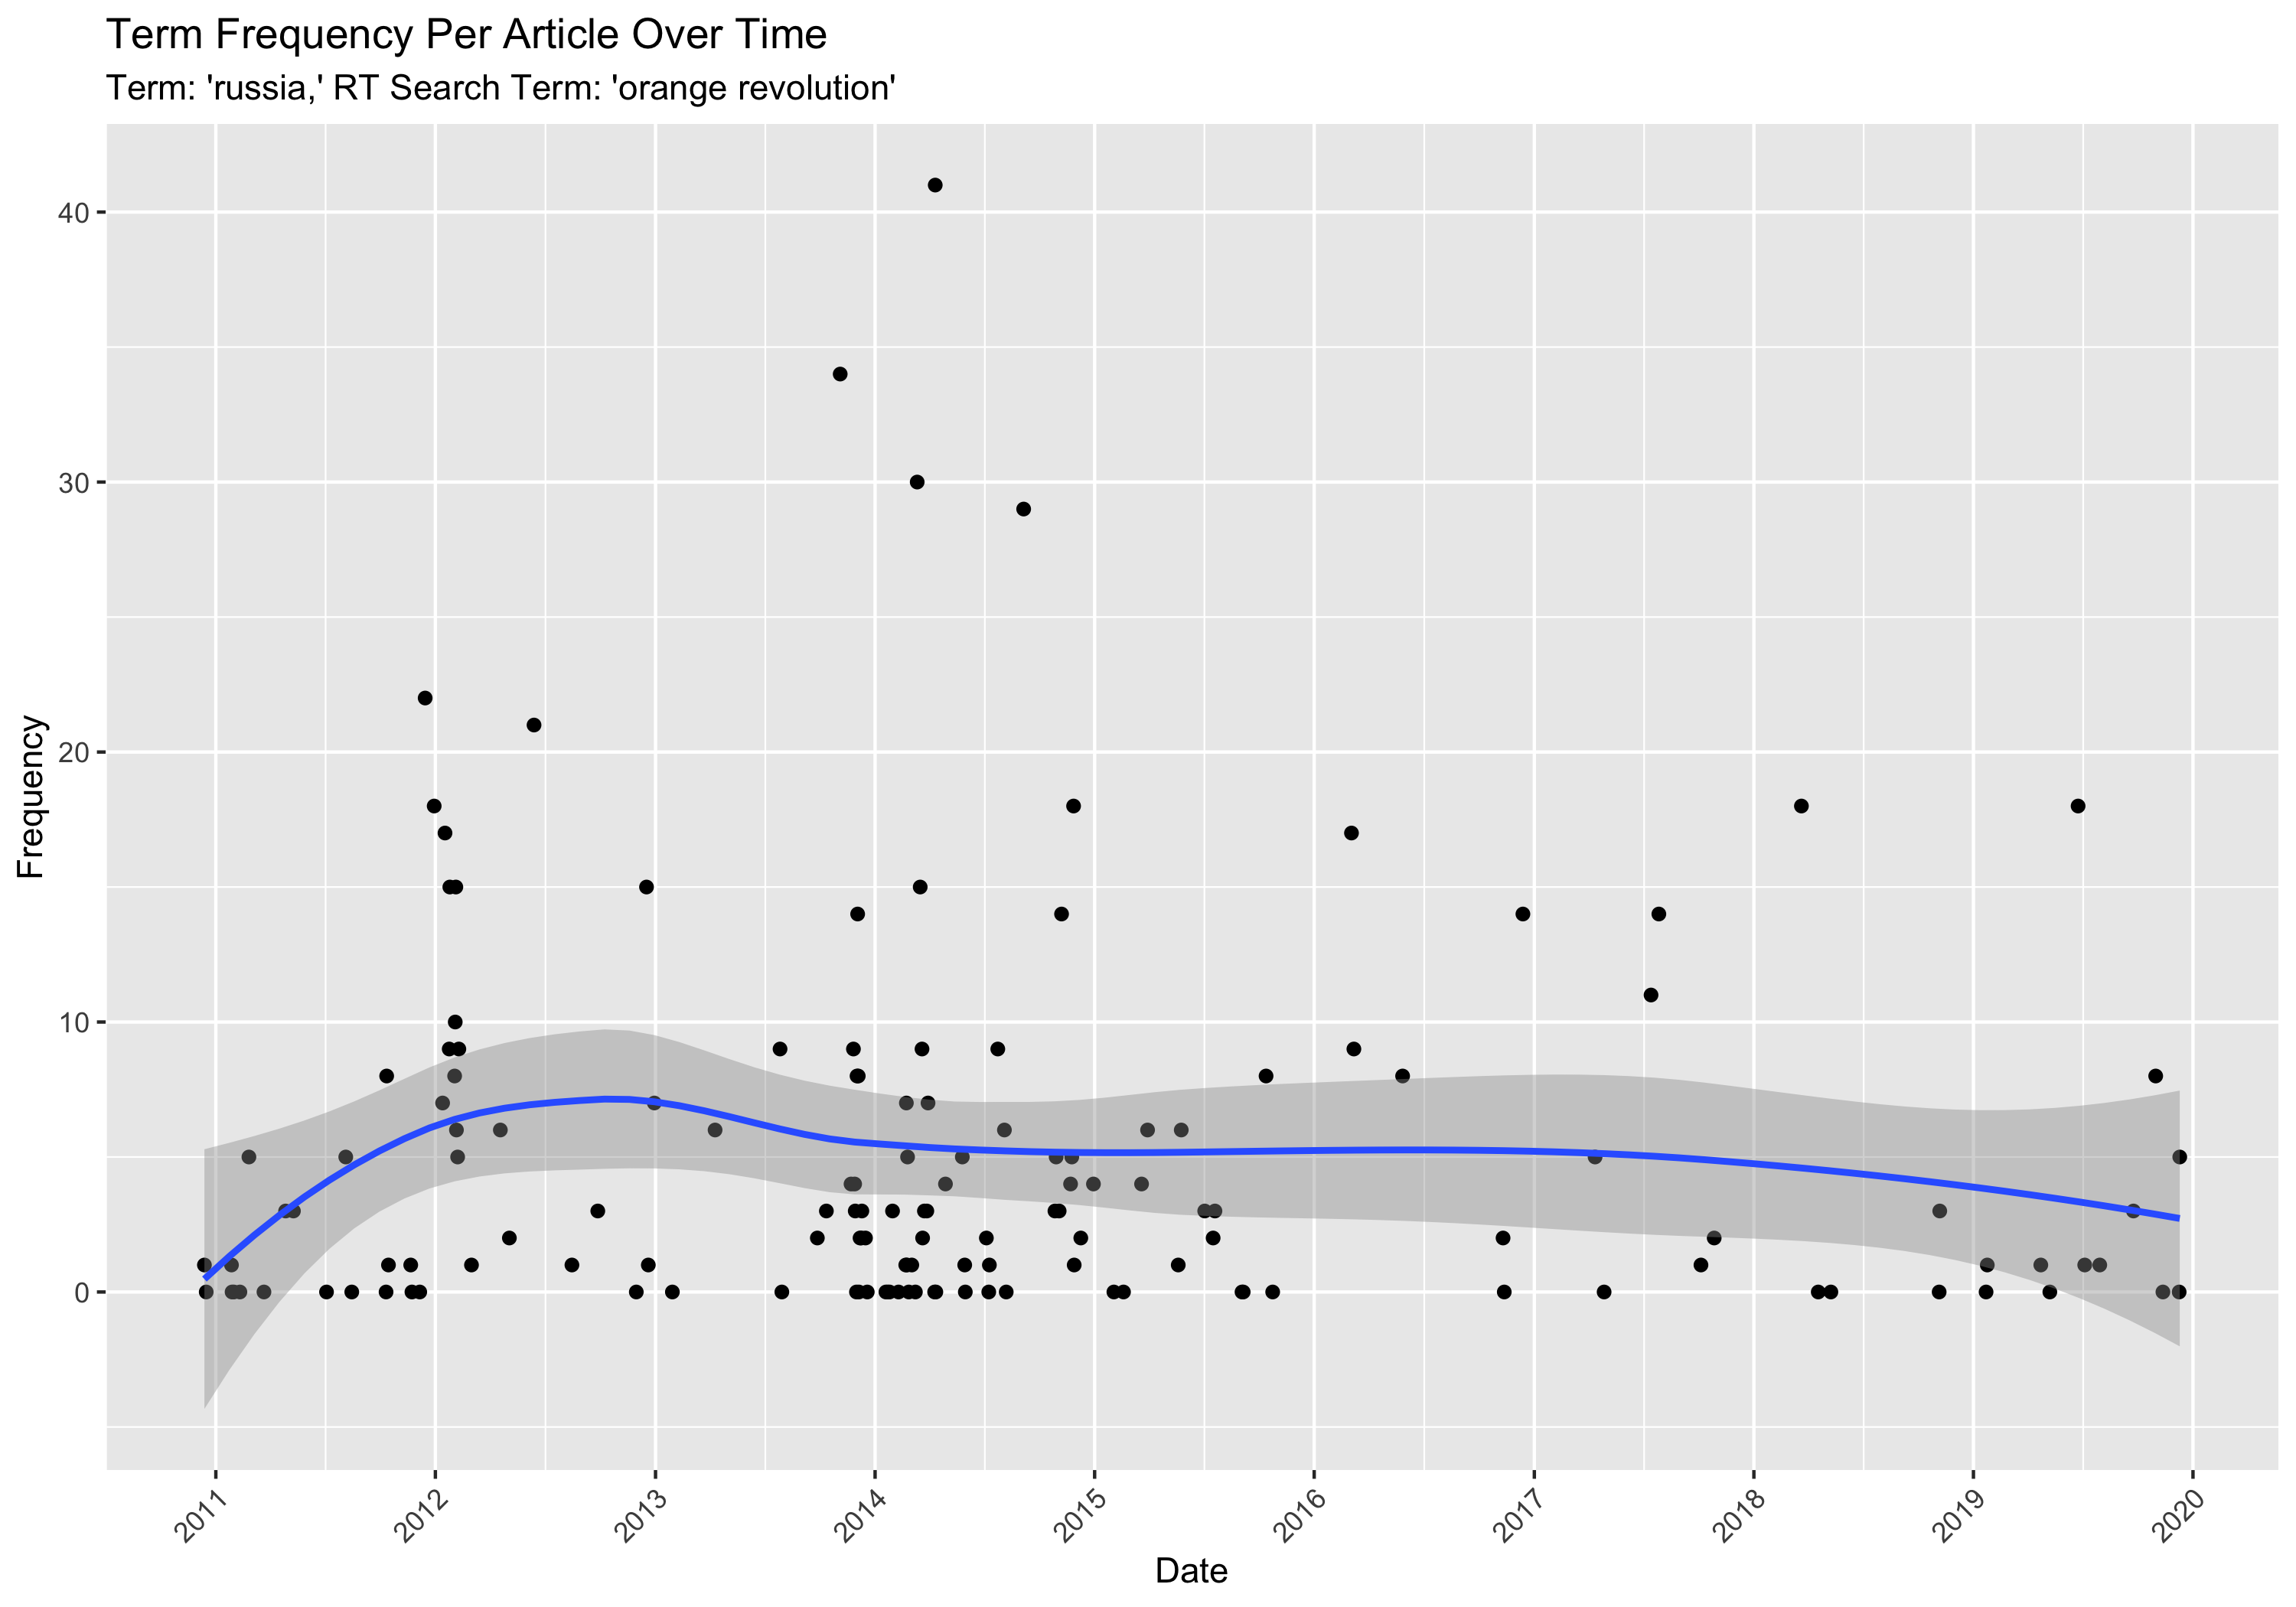 Term Frequency Per Article Over Time
Term: 'russia,' RT Search Term: 'orange revolution'
Frequency
40
30
20
10
0
2011 2012 2013 2014 2015 2016 2017 2018 2019 2020
Date